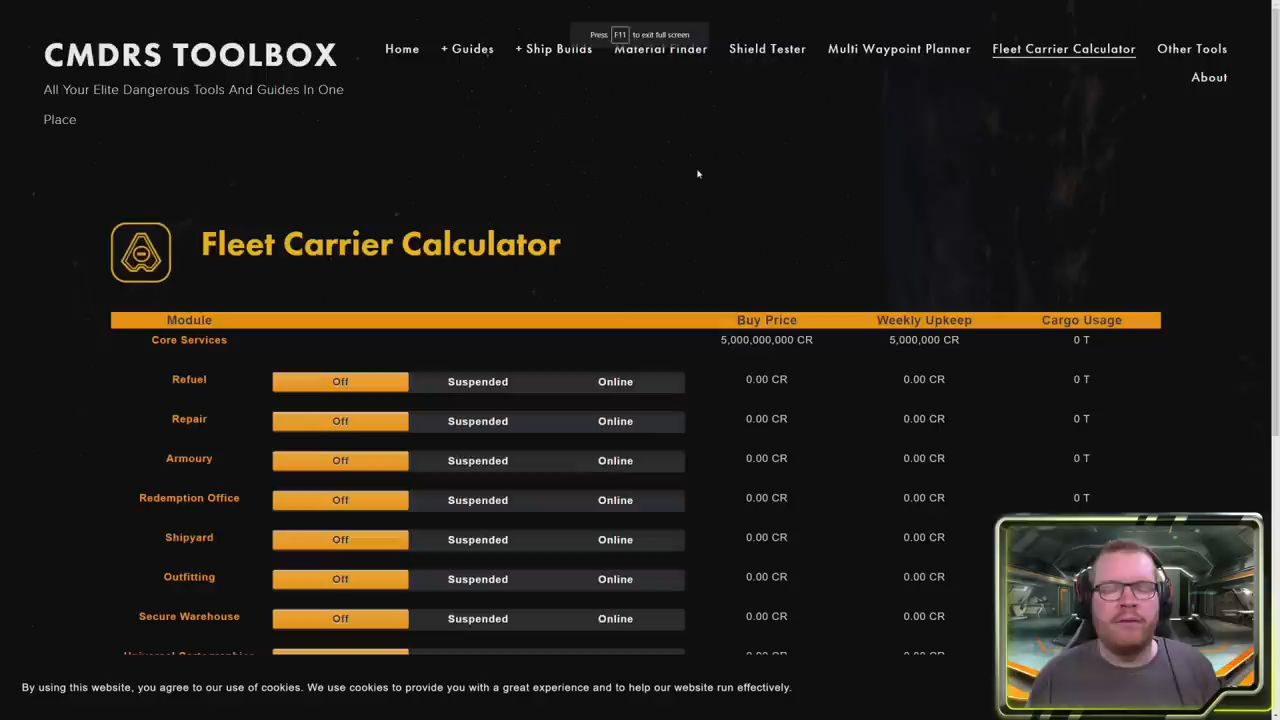 Press F11 to exit full screen
CMDRS TOOLBOX
All Your Elite Dangerous Tools And Guides In One
Place
Home
+ Guides
+ Ship Builds
Material Finder
Shield Tester
Multi Waypoint Planner
Fleet Carrier Calculator
Other Tools
About
Fleet Carrier Calculator
Module Buy Price Weekly Upkeep Cargo Usage
Core Services 5,000,000,000 CR 5,000,000 CR 0 T
Refuel Off Suspended Online 0.00 CR 0.00 CR 0 T
Repair Off Suspended Online 0.00 CR 0.00 CR 0 T
Armoury Off Suspended Online 0.00 CR 0.00 CR 0 T
Redemption Office Off Suspended Online 0.00 CR 0.00 CR 0 T
Shipyard Off Suspended Online 0.00 CR 0.00 CR
Outfitting Off Suspended Online 0.00 CR 0.00 CR
Secure Warehouse Off Suspended Online 0.00 CR 0.00 CR
By using this website, you agree to our use of cookies. We use cookies to provide you with a great experience and to help our website run effectively.